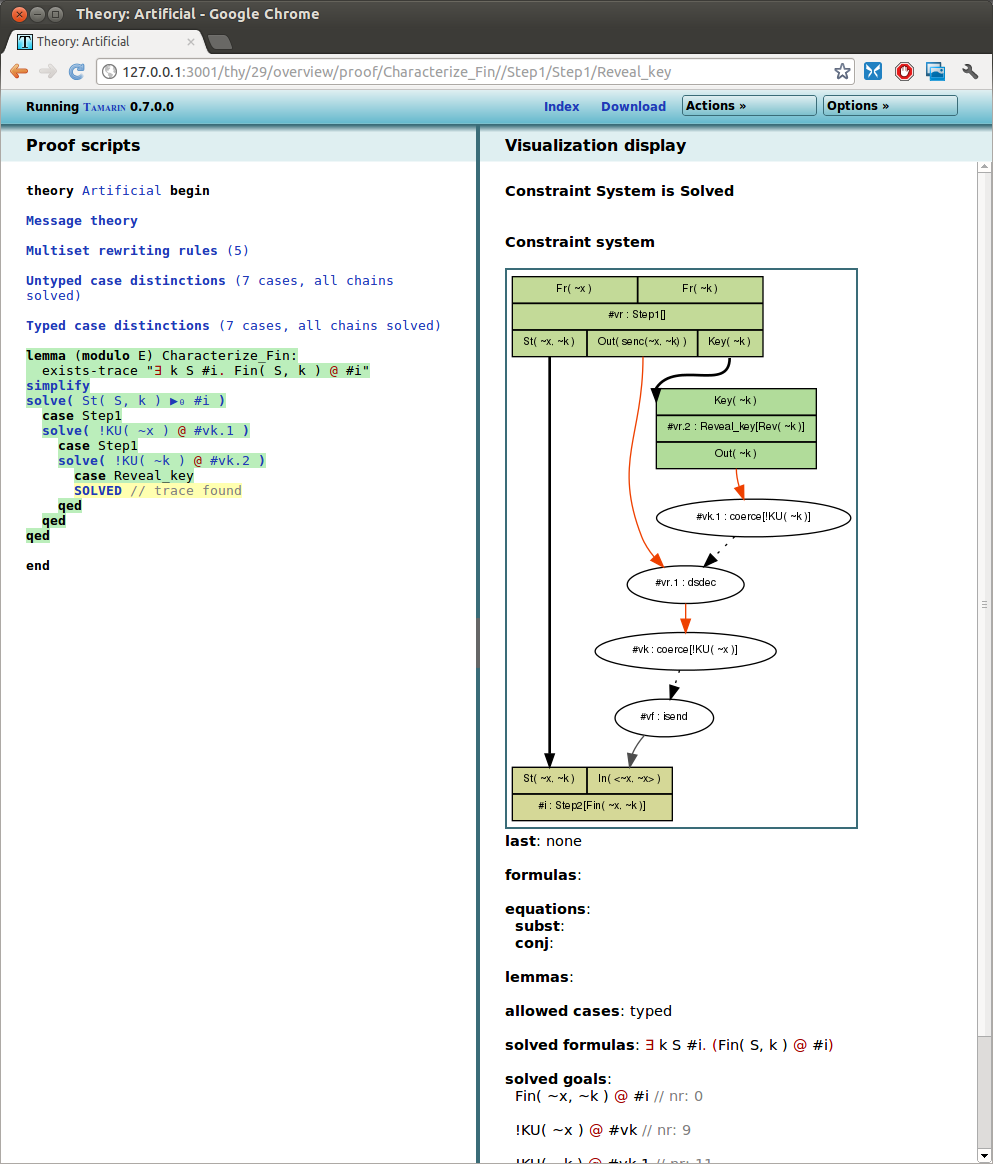 Theory: Artificial - Google Chrome
Theory: Artificial
127.0.0.1:3001/thy/29/overview/proof/Characterize_Fin//Step1/Step1/Reveal_key
Running TAMARIN 0.7.0.0
Index
Download
Actions »
Options »
Proof scripts
theory Artificial begin
Message theory
Multiset rewriting rules (5)
Untyped case distinctions (7 cases, all chains
solved)
Typed case distinctions (7 cases, all chains solved)
lemma (modulo E) Characterize_Fin:
exists-trace "∃ k S #i. Fin( S, k ) @ #i"
simplify
solve( St( S, k ) ▶₀ #i )
case Step1
solve( !KU( ~x ) @ #vk.1 )
case Step1
solve( !KU( ~k ) @ #vk.2 )
case Reveal_key
SOLVED // trace found
qed
qed
qed
end
Visualization display
Constraint System is Solved
Constraint system
Fr( ~x )
Fr( ~k )
#vr : Step1[]
St( ~x, ~k )
Out( senc(~x, ~k) )
Key( ~k )
Key( ~k )
#vr.2 : Reveal_key[Rev( ~k )]
Out( ~k )
#vk.1 : coerce[!KU( ~k )]
#vr.1 : dsdec
#vk : coerce[!KU( ~x )]
#vf : isend
St( ~x, ~k )
In( <~x, ~x> )
#i : Step2[Fin( ~x, ~k )]
last: none
formulas:
equations:
subst:
conj:
lemmas:
allowed cases: typed
solved formulas: ∃ k S #i. (Fin( S, k ) @ #i)
solved goals:
Fin( ~x, ~k ) @ #i // nr: 0
!KU( ~x ) @ #vk // nr: 9
!KU( ~k ) @ #vk.1 // nr: 11